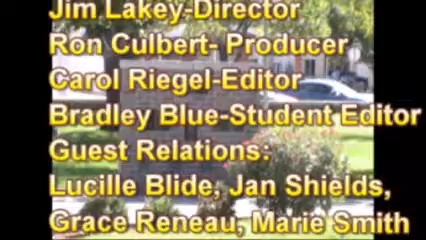 Jim Lakey-Director
Ron Culbert- Producer
Carol Riegel-Editor
Bradley Blue-Student Editor
Guest Relations:
Lucille Blide, Jan Shields,
Grace Reneau, Marie Smith